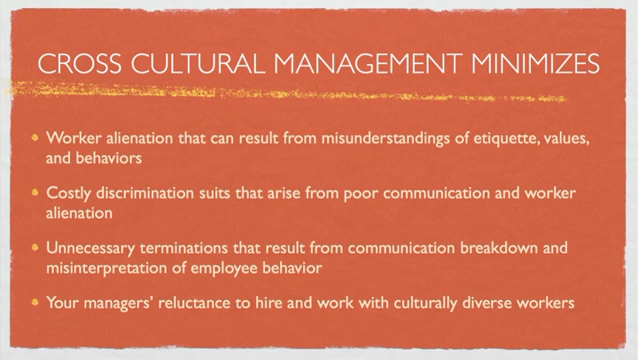 CROSS CULTURAL MANAGEMENT MINIMIZES
Worker alienation that can result from misunderstandings of etiquette, values,
and behaviors
Costly discrimination suits that arise from poor communication and worker
alienation
Unnecessary terminations that result from communication breakdown and
misinterpretation of employee behavior
Your managers' reluctance to hire and work with culturally diverse workers